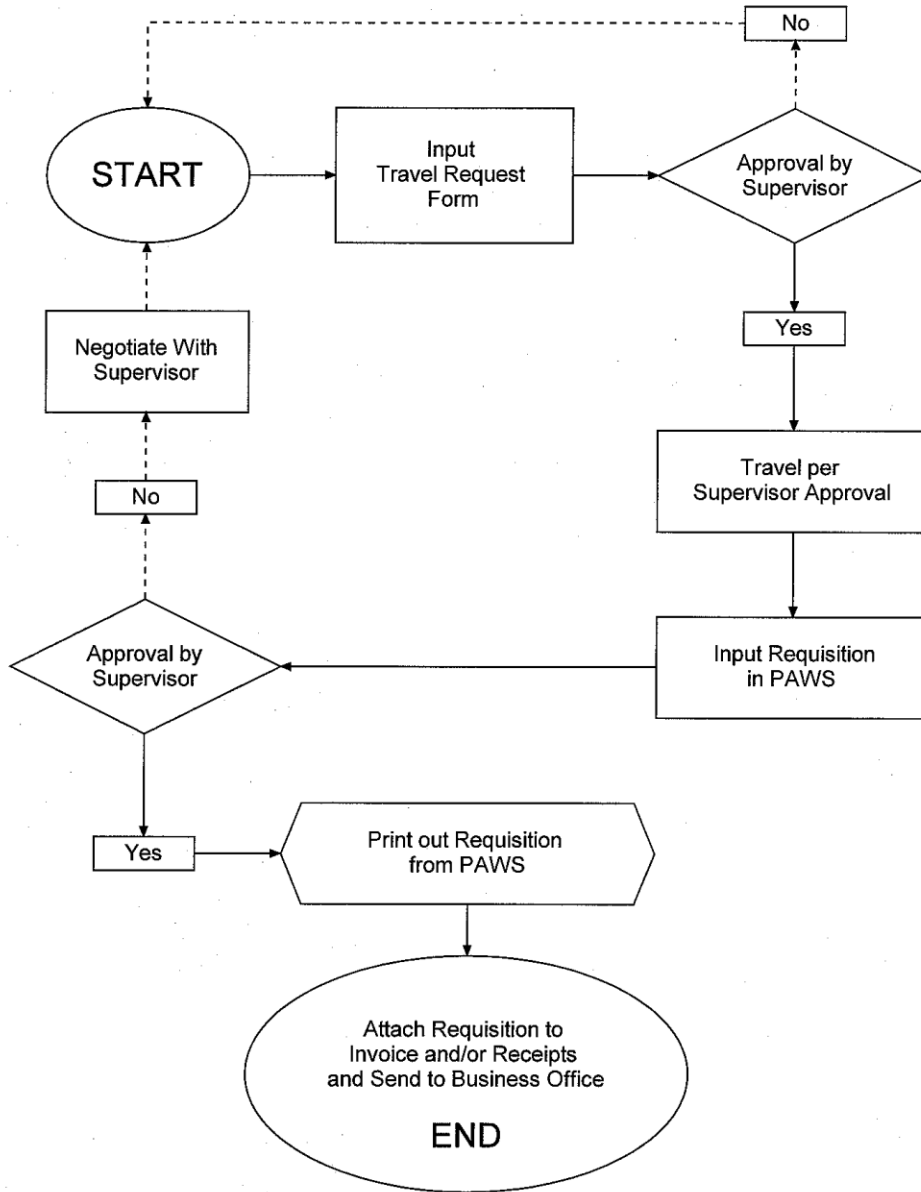 No
START
Input
Travel Request
Form
Approval by
Supervisor
Yes
Negotiate With
Supervisor
Travel per
Supervisor Approval
No
Approval by
Supervisor
Input Requisition
in PAWS
Yes
Print out Requisition
from PAWS
Attach Requisition to
Invoice and/or Receipts
and Send to Business Office
END